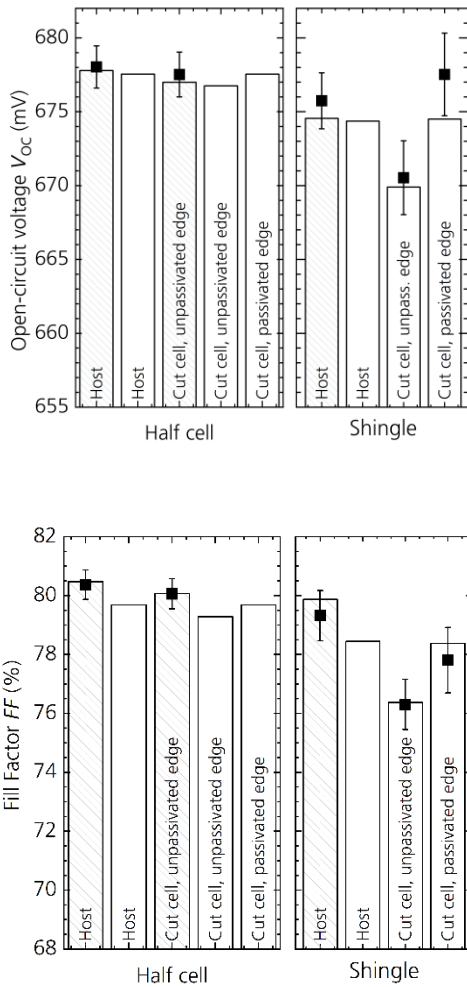 Open-circuit voltage VOC (mV)
680
675
670
665
660
655
Host
Host
Cut cell, unpassivated edge
Cut cell, unpassivated edge
Cut cell, passivated edge
Host
Host
Cut cell, unpass. edge
Cut cell, passivated edge
Half cell
Shingle
Fill Factor FF (%)
82
80
78
76
74
72
70
68
Host
Host
Cut cell, unpassivated edge
Cut cell, unpassivated edge
Cut cell, passivated edge
Host
Host
Cut cell, unpassivated edge
Cut cell, passivated edge
Half cell
Shingle